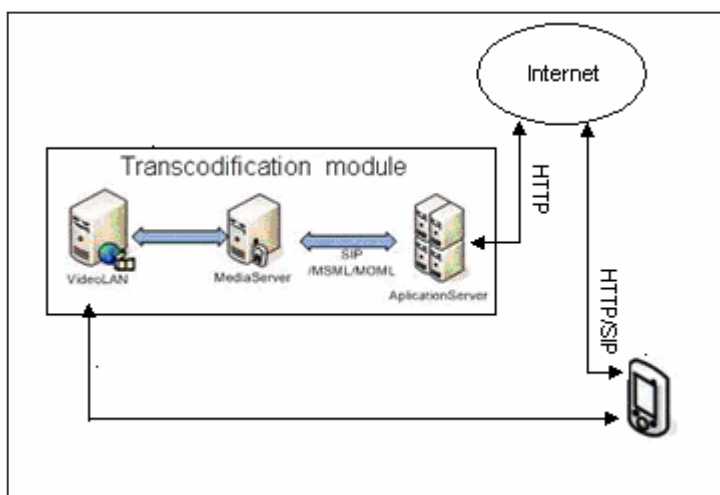 Internet
HTTP
Transcodification module
VideoLAN
MediaServer
SIP
/MSML/MOML
AplicationServer
HTTP/SIP